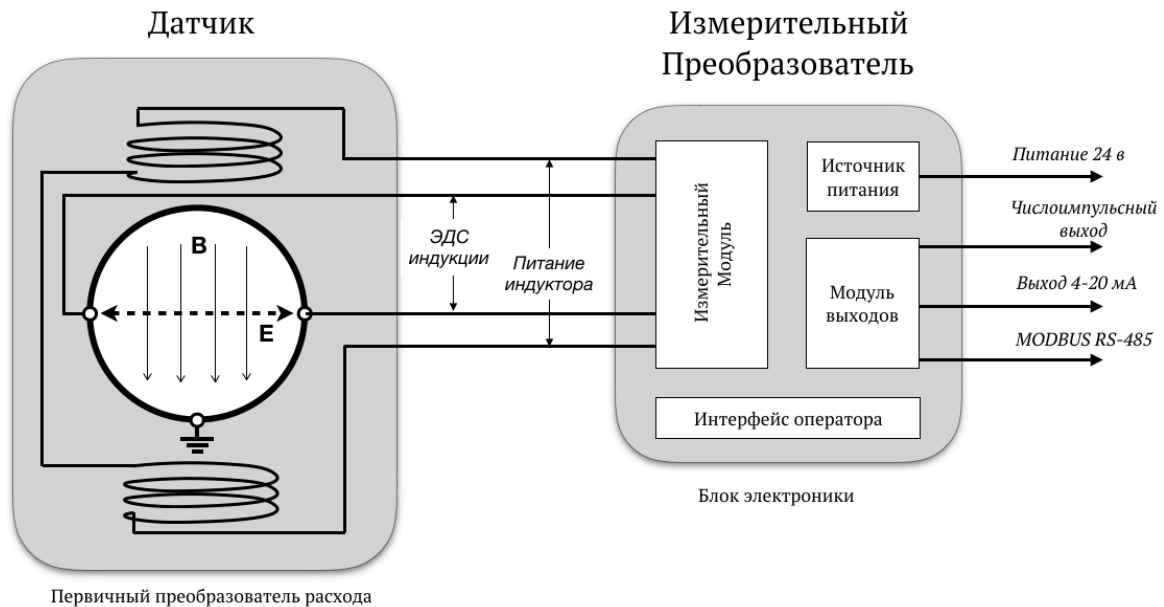 Датчик
Измерительный
Преобразователь
Питание 24 в
Источник
питания
Числоимпульсный
выход
B
ЭДС
индукции
Питание
индуктора
Измерительный
Модуль
Модуль
выходов
Выход 4-20 мА
E
MODBUS RS-485
Интерфейс оператора
Блок электроники
Первичный преобразователь расхода